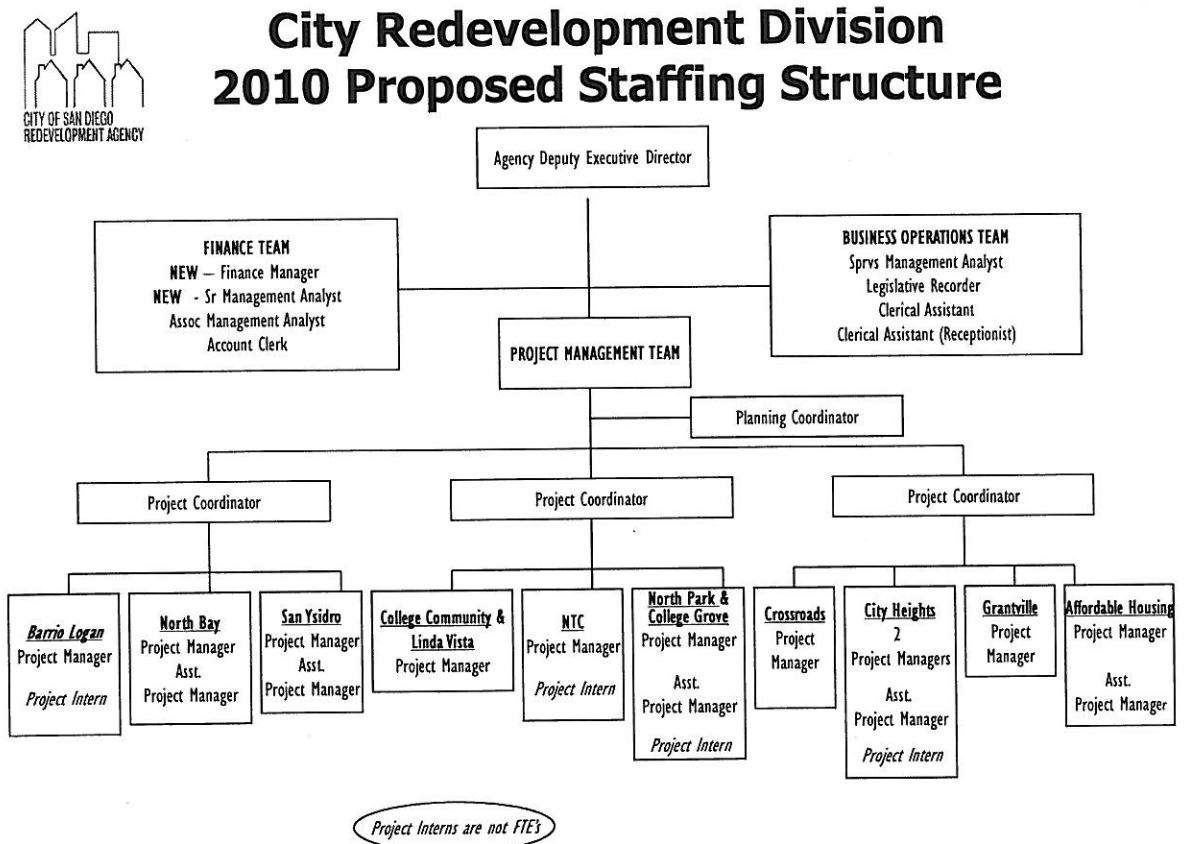 City Redevelopment Division
2010 Proposed Staffing Structure
CITY OF SAN DIEGO
REDEVELOPMENT AGENCY
Agency Deputy Executive Director
FINANCE TEAM
NEW – Finance Manager
NEW - Sr Management Analyst
Assoc Management Analyst
Account Clerk
BUSINESS OPERATIONS TEAM
Sprvs Management Analyst
Legislative Recorder
Clerical Assistant
Clerical Assistant (Receptionist)
PROJECT MANAGEMENT TEAM
Planning Coordinator
Project Coordinator
Project Coordinator
Project Coordinator
Barrio Logan
Project Manager
Project Intern
North Bay
Project Manager
Asst.
Project Manager
San Ysidro
Project Manager
Asst.
Project Manager
College Community &
Linda Vista
Project Manager
NTC
Project Manager
Project Intern
North Park &
College Grove
Project Manager
Asst.
Project Manager
Project Intern
Crossroads
Project
Manager
City Heights
2
Project Managers
Asst.
Project Manager
Project Intern
Grantville
Project
Manager
Affordable Housing
Project Manager
Asst.
Project Manager
Project Interns are not FTE's